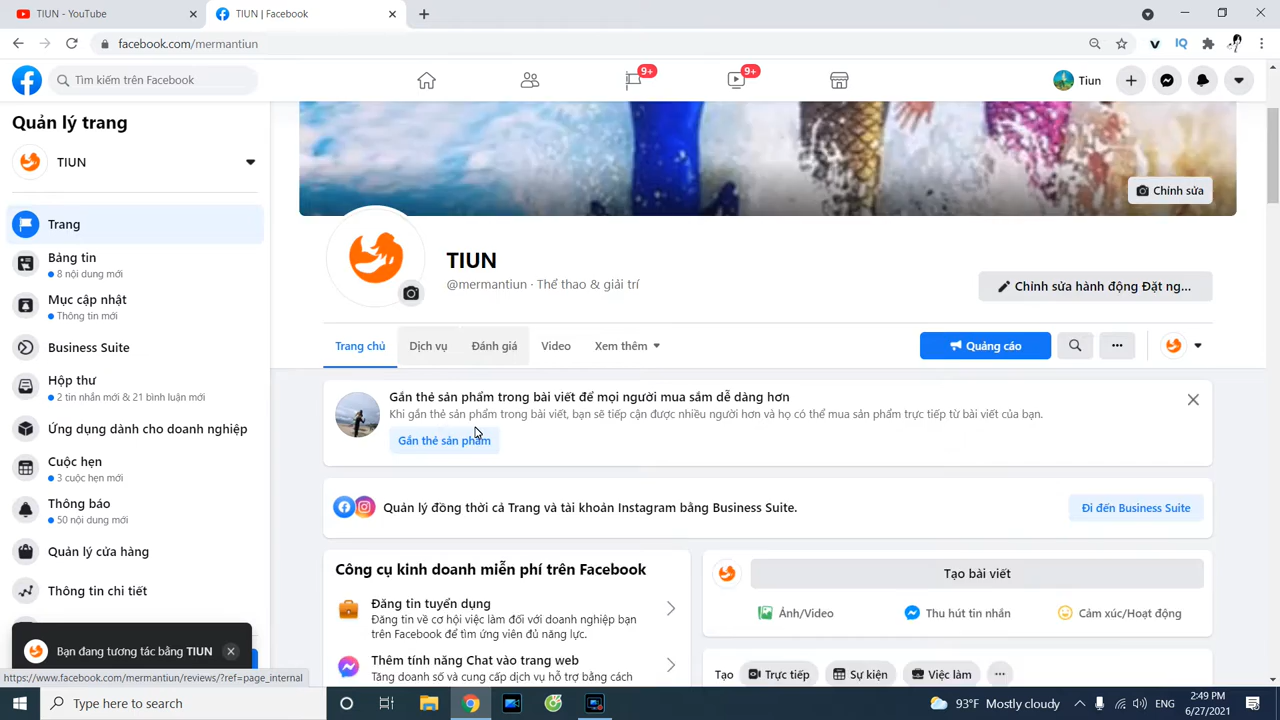 TIUN - YouTube
TIUN | Facebook
facebook.com/mermantiun
Tìm kiếm trên Facebook
9+
9+
Tiun
Quản lý trang
TIUN
Trang
Bảng tin
8 nội dung mới
Mục cập nhật
Thông tin mới
Business Suite
Hộp thư
2 tin nhắn mới & 21 bình luận mới
Ứng dụng dành cho doanh nghiệp
Cuộc hẹn
3 cuộc hẹn mới
Thông báo
50 nội dung mới
Quản lý cửa hàng
Thông tin chi tiết
Bạn đang tương tác bằng TIUN
https://www.facebook.com/mermantiun/reviews/?ref=page_internal
Chỉnh sửa
TIUN
@mermantiun · Thể thao & giải trí
Chỉnh sửa hành động Đặt ng...
Trang chủ
Dịch vụ
Đánh giá
Video
Xem thêm
Quảng cáo
Gắn thẻ sản phẩm trong bài viết để mọi người mua sắm dễ dàng hơn
Khi gắn thẻ sản phẩm trong bài viết, bạn sẽ tiếp cận được nhiều người hơn và họ có thể mua sản phẩm trực tiếp từ bài viết của bạn.
Gắn thẻ sản phẩm
Quản lý đồng thời cả Trang và tài khoản Instagram bằng Business Suite.
Đi đến Business Suite
Công cụ kinh doanh miễn phí trên Facebook
Đăng tin tuyển dụng
Đăng tin về cơ hội việc làm đối với doanh nghiệp bạn
trên Facebook để tìm ứng viên đủ năng lực.
Thêm tính năng Chat vào trang web
Tăng doanh số và cung cấp dịch vụ hỗ trợ bằng cách
Tạo bài viết
Ảnh/Video
Thu hút tin nhắn
Cảm xúc/Hoạt động
Tạo
Trực tiếp
Sự kiện
Việc làm
Type here to search
93°F Mostly cloudy
ENG
2:49 PM
6/27/2021